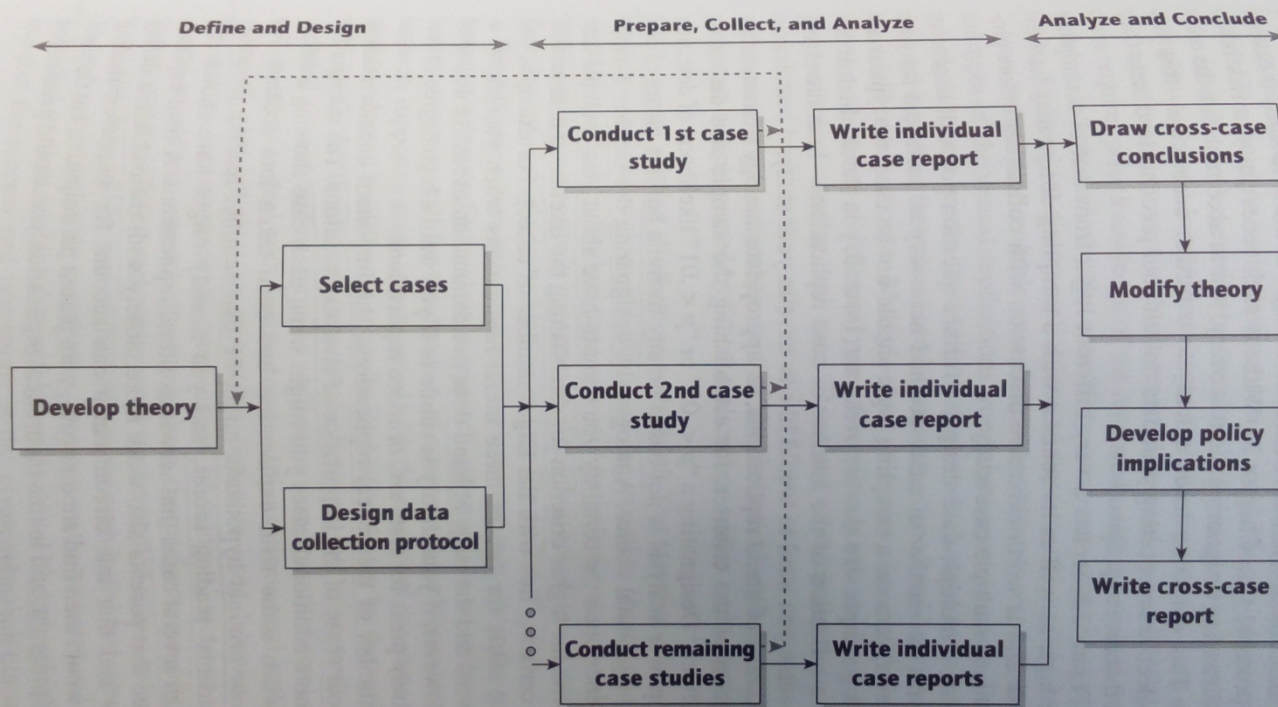 Define and Design
Prepare, Collect, and Analyze
Analyze and Conclude
Develop theory
Select cases
Design data
collection protocol
Conduct 1st case
study
Write individual
case report
Conduct 2nd case
study
Write individual
case report
Conduct remaining
case studies
Write individual
case reports
Draw cross-case
conclusions
Modify theory
Develop policy
implications
Write cross-case
report